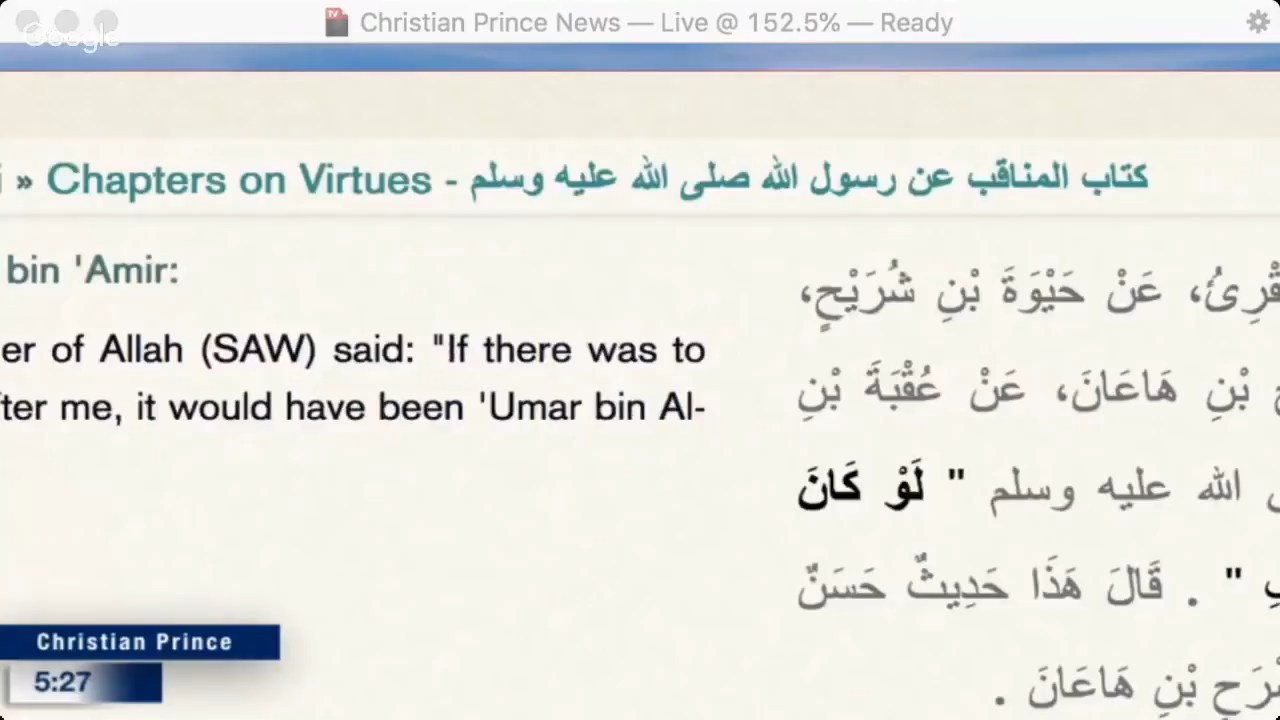 Google
Christian Prince News — Live @ 152.5% — Ready
» Chapters on Virtues - كتاب المناقب عن رسول الله صلى الله عليه وسلم
bin 'Amir:
er of Allah (SAW) said: "If there was to
ter me, it would have been 'Umar bin Al-
عَنْ حَيْوَةَ بْنِ شُرَيْحٍ،
بْنِ هَاعَانَ، عَنْ عُقْبَةَ بْنِ
الله عليه وسلم " لَوْ كَانَ
" . قَالَ هَذَا حَدِيثٌ حَسَنٌ
بْنِ هَاعَانَ .
Christian Prince
5:27